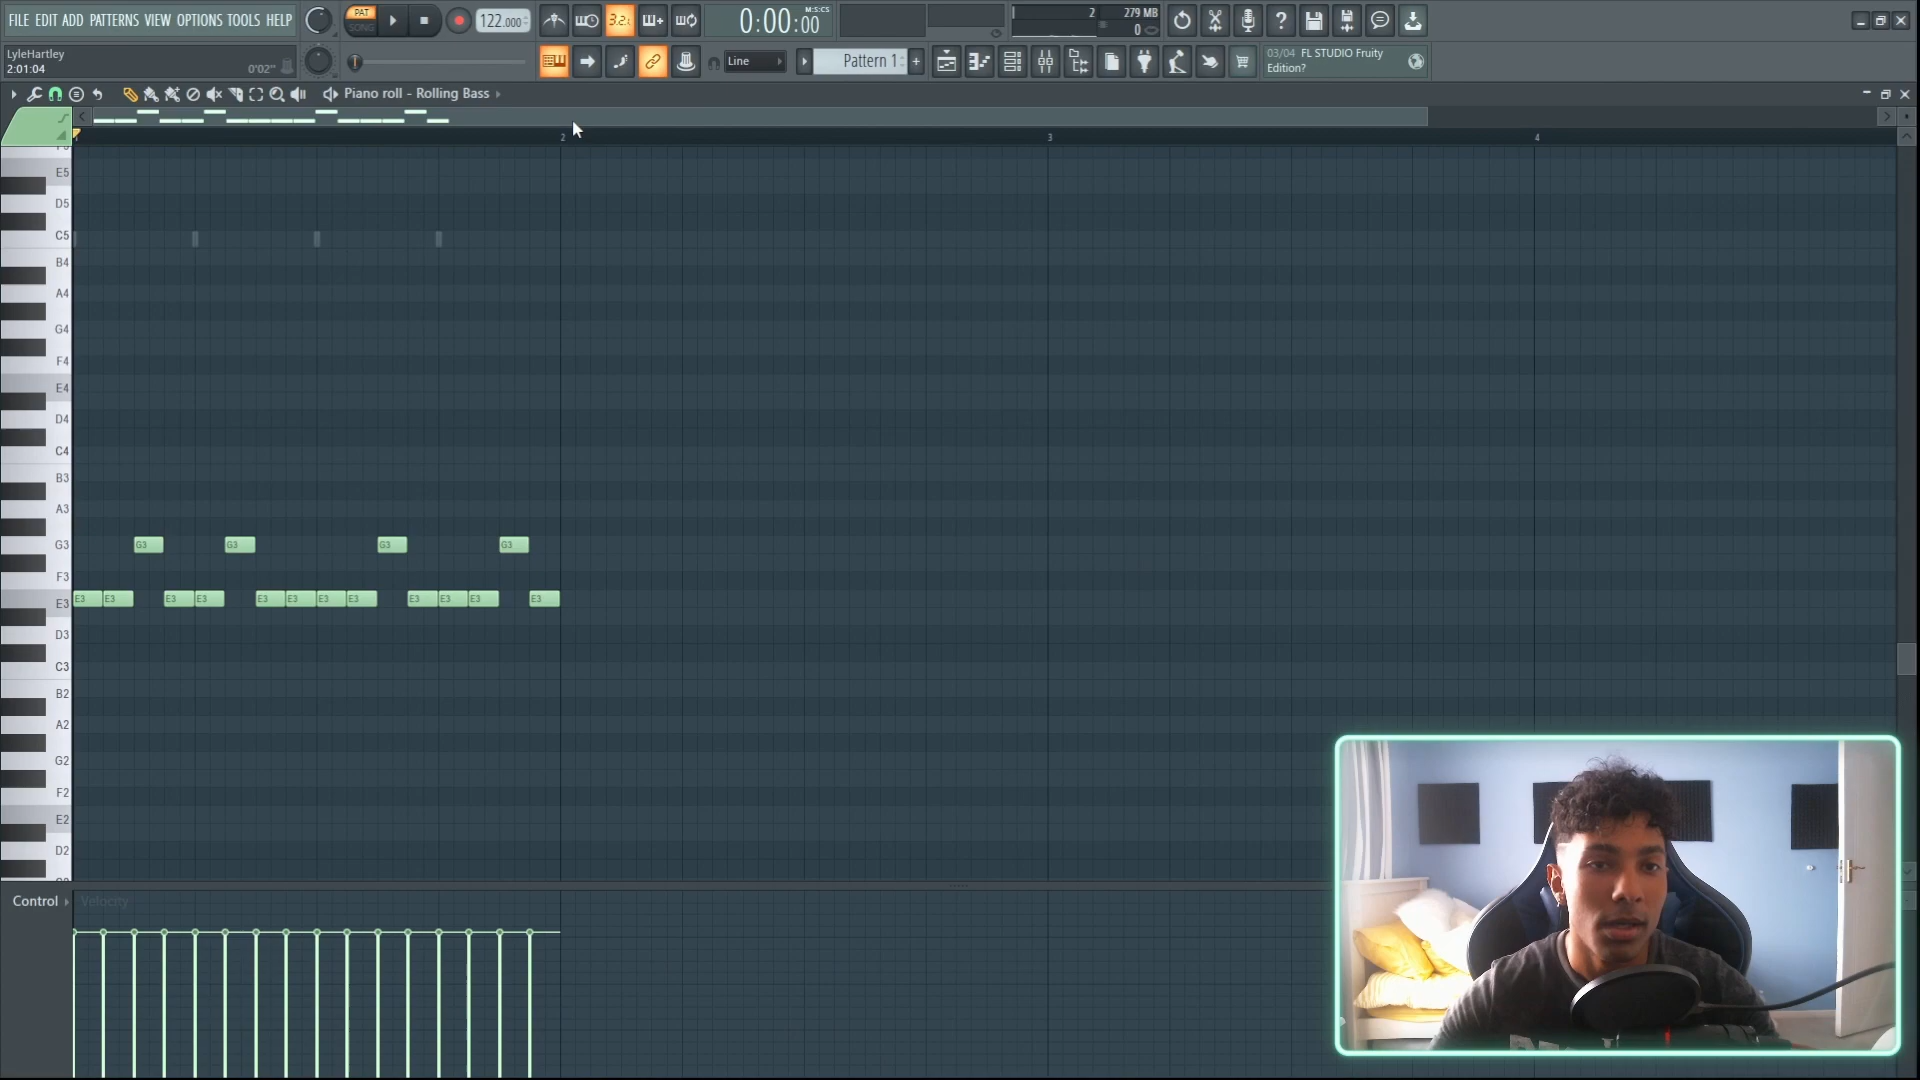 FILE EDIT ADD PATTERNS VIEW OPTIONS TOOLS HELP
PAT
SONG
122.000
3.2.
0:00:00
M:S:CS
2
279 MB
0
LyleHartley
2:01:04
0'02"
Line
Pattern 1
03/04 FL STUDIO Fruity
Edition?
Piano roll - Rolling Bass
2
3
4
E5
D5
C5
B4
A4
G4
F4
E4
D4
C4
B3
A3
G3 G3 G3 G3 G3
F3
E3 E3 E3 E3 E3 E3 E3 E3 E3 E3 E3 E3 E3
D3
C3
B2
A2
G2
F2
E2
D2
Control
Velocity